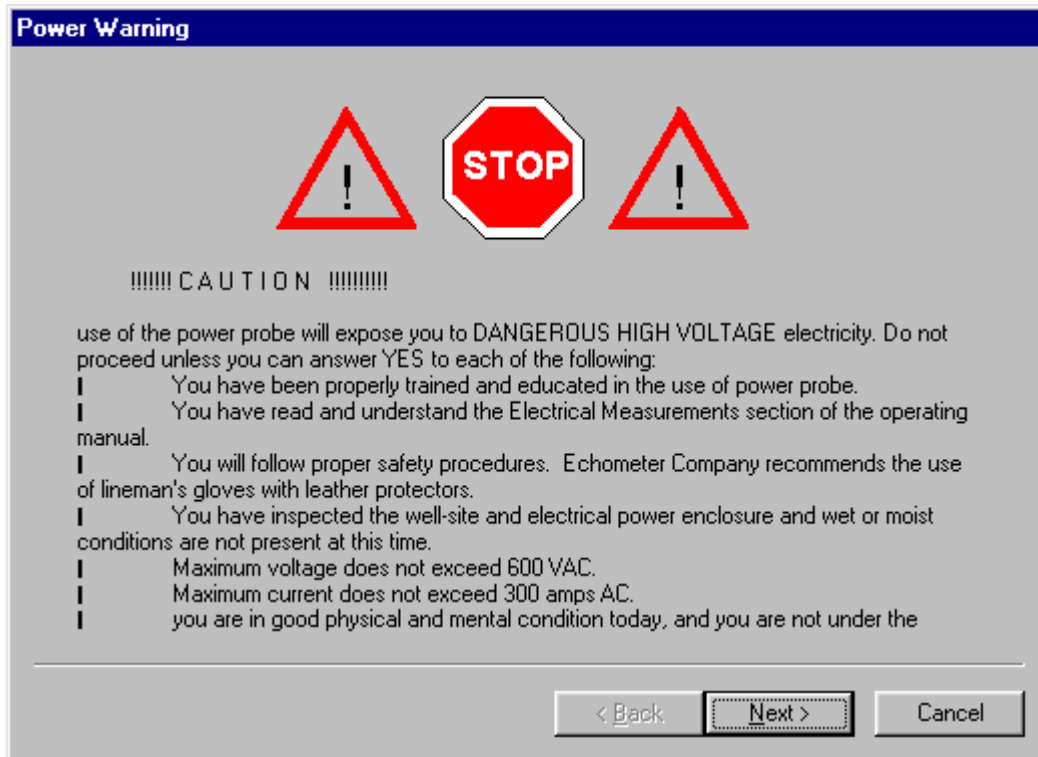 Power Warning
! STOP !
!!!!!!! C A U T I O N !!!!!!!!!!
use of the power probe will expose you to DANGEROUS HIGH VOLTAGE electricity. Do not
proceed unless you can answer YES to each of the following:
You have been properly trained and educated in the use of power probe.
You have read and understand the Electrical Measurements section of the operating
manual.
You will follow proper safety procedures. Echometer Company recommends the use
of lineman's gloves with leather protectors.
You have inspected the well-site and electrical power enclosure and wet or moist
conditions are not present at this time.
Maximum voltage does not exceed 600 VAC.
Maximum current does not exceed 300 amps AC.
you are in good physical and mental condition today, and you are not under the
< Back Next > Cancel